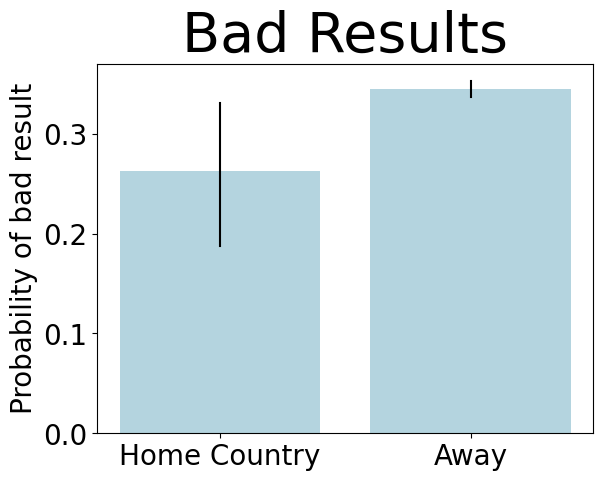 Bad Results
Probability of bad result
0.3
0.2
0.1
0.0
Home Country
Away